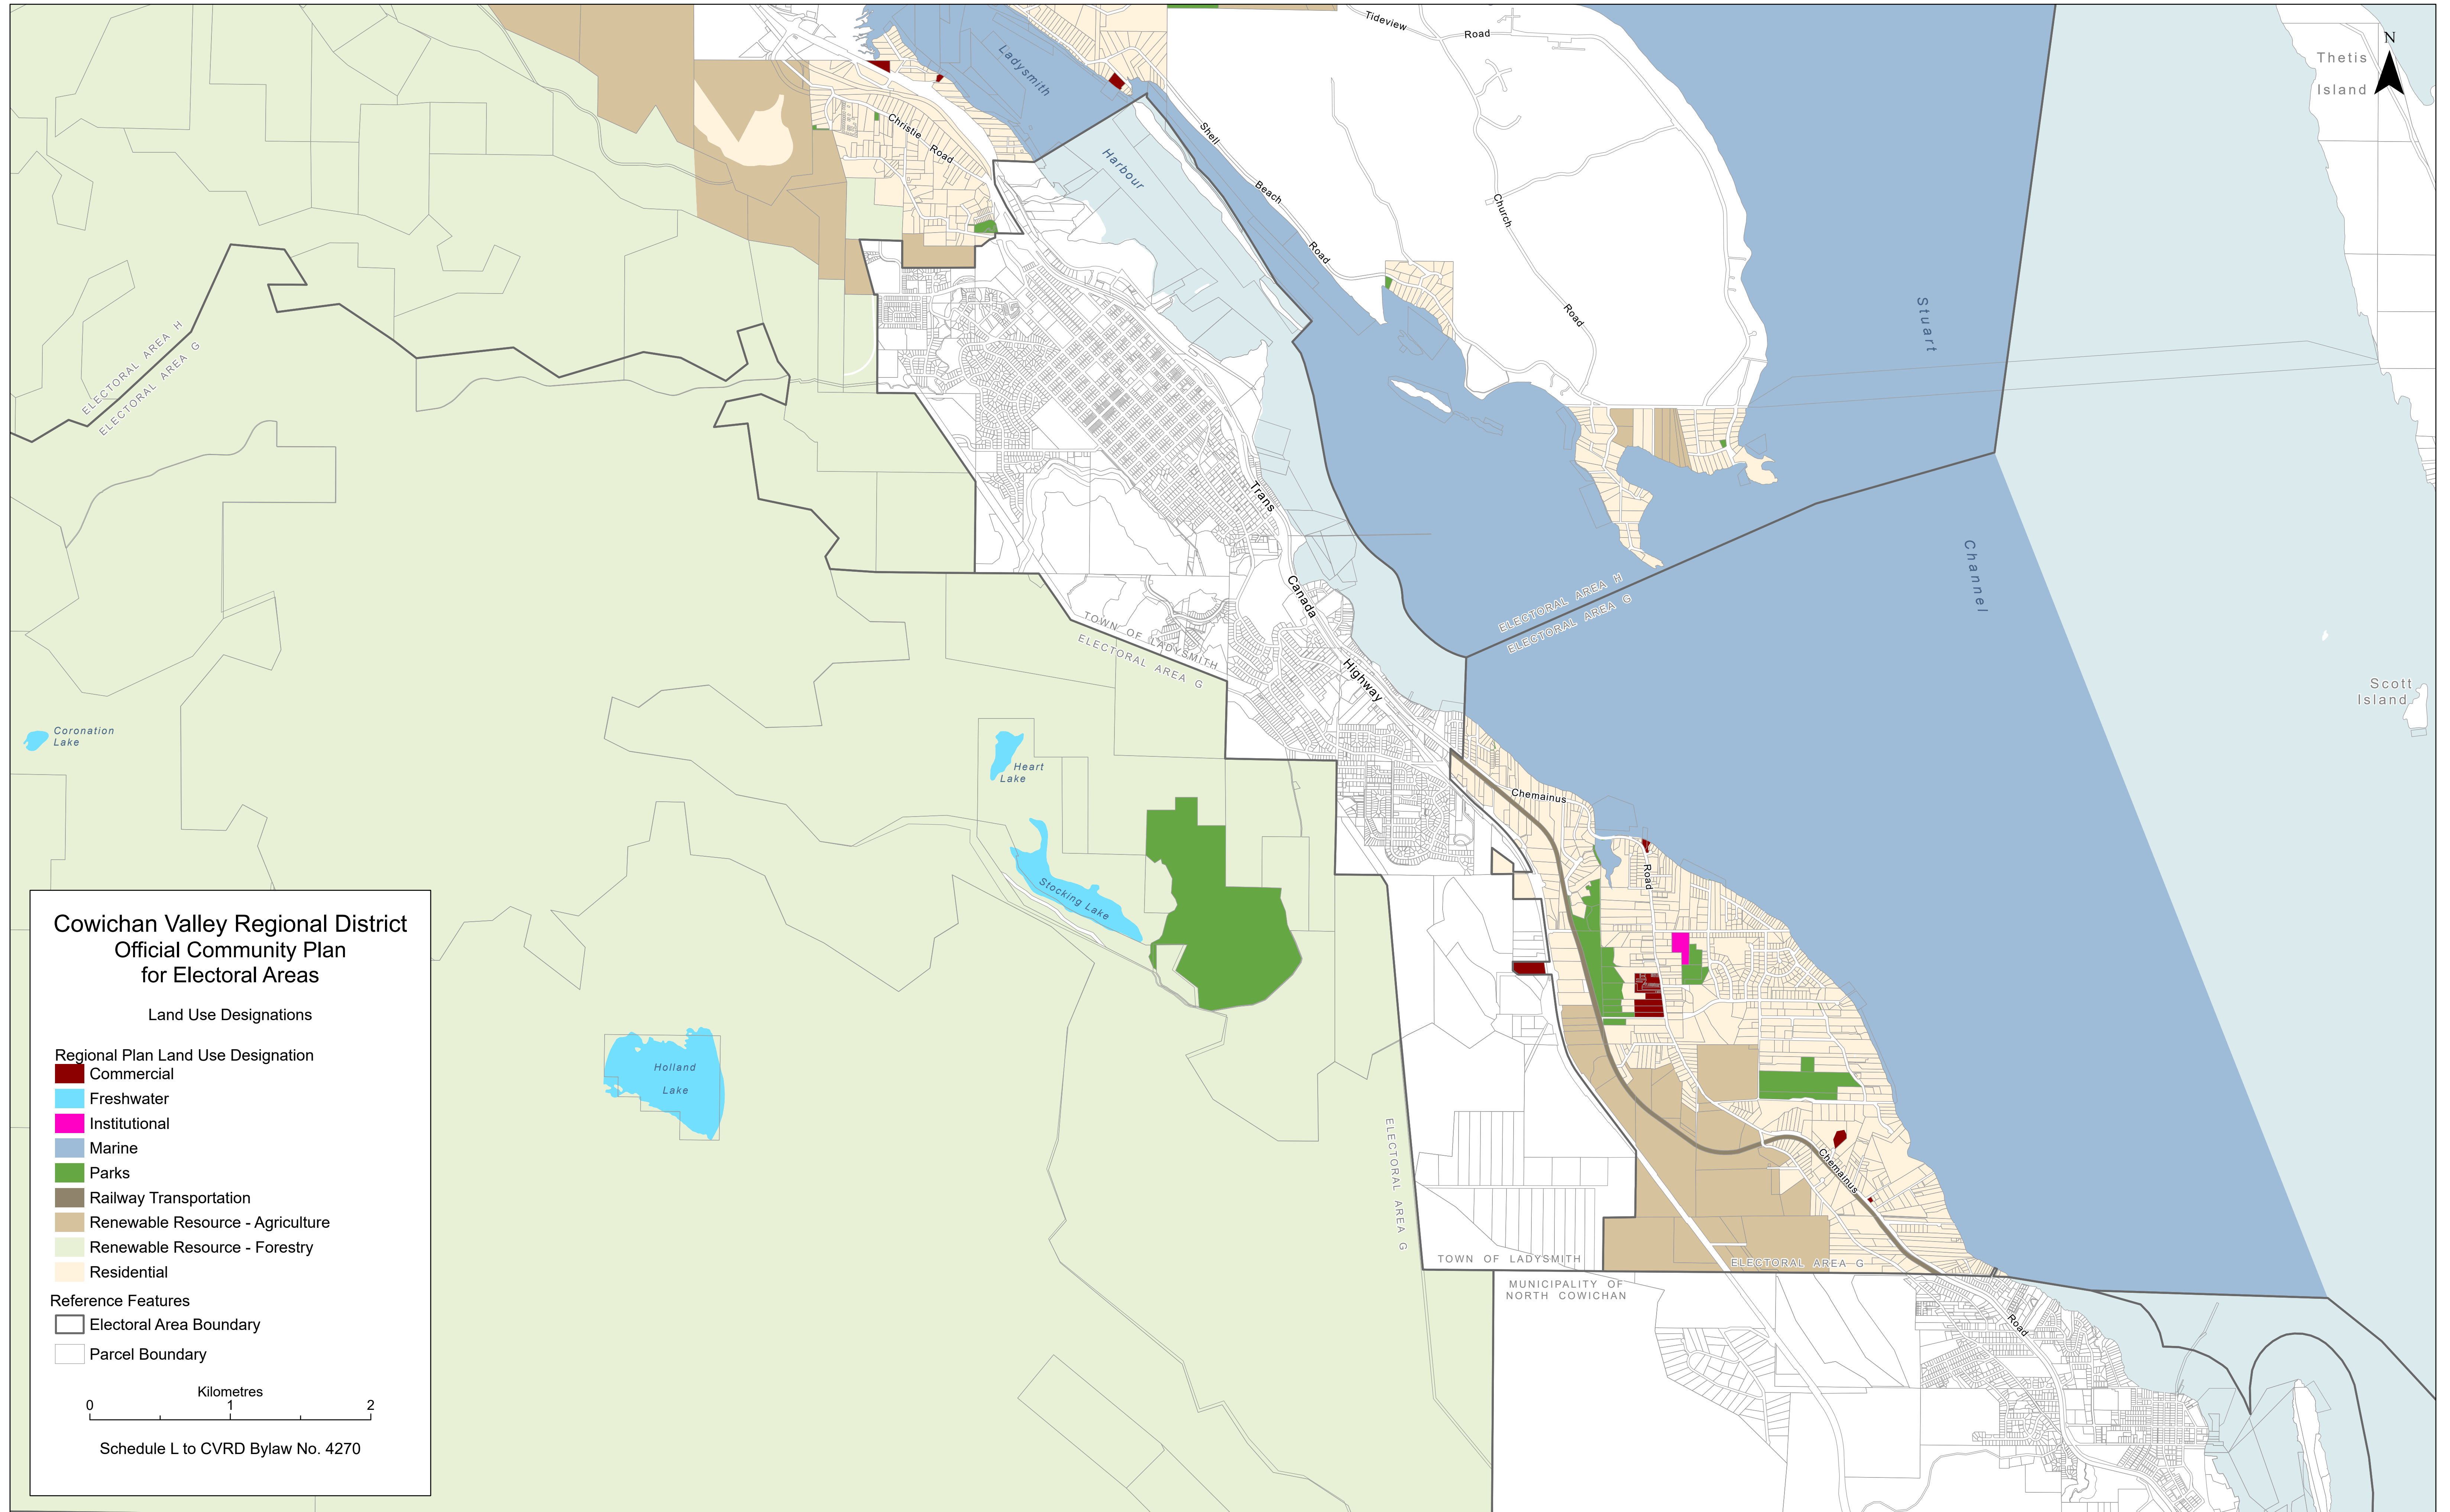 Tideview
Road
N
Thetis
Island
Ladysmith
Harbour
Christie
Road
Shell
Beach
Road
Church
Road
Stuart
Channel
ELECTORAL AREA H
ELECTORAL AREA G
Trans
Canada
Highway
ELECTORAL AREA H
ELECTORAL AREA G
TOWN OF LADYSMITH
ELECTORAL AREA G
Scott
Island
Coronation
Lake
Heart
Lake
Chemainus
Road
Stocking Lake
Holland
Lake
ELECTORAL AREA G
Chemainus
Road
TOWN OF LADYSMITH
ELECTORAL AREA G
MUNICIPALITY OF
NORTH COWICHAN
Cowichan Valley Regional District
Official Community Plan
for Electoral Areas
Land Use Designations
Regional Plan Land Use Designation
Commercial
Freshwater
Institutional
Marine
Parks
Railway Transportation
Renewable Resource - Agriculture
Renewable Resource - Forestry
Residential
Reference Features
Electoral Area Boundary
Parcel Boundary
Kilometres
0 1 2
Schedule L to CVRD Bylaw No. 4270